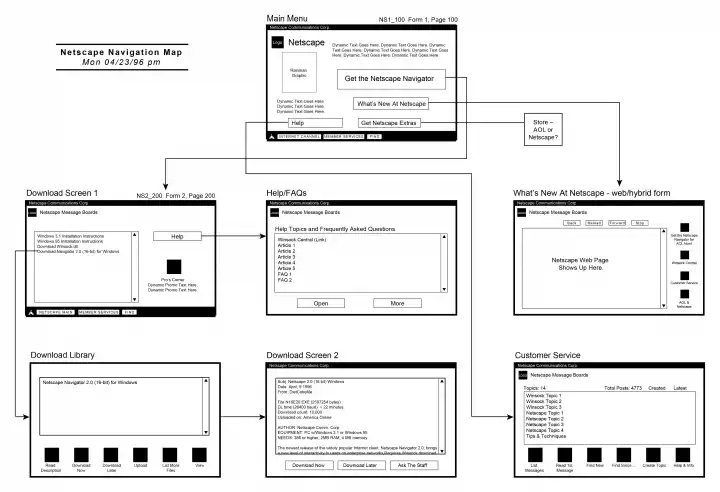 Main Menu
NS1_100 Form 1, Page 100
Netscape Communications Corp.
Netscape Navigation Map
Mon 04/23/96 pm
Logo
Netscape
Dynamic Text Goes Here. Dynamic Text Goes Here. Dynamic
Text Goes Here. Dynamic Text Goes Here. Dynamic Text Goes
Here. Dynamic Text Goes Here. Dynamic Text Goes Here.
Rotation
Graphic
Get the Netscape Navigator
Dynamic Text Goes Here.
Dynamic Text Goes Here.
Dynamic Text Goes Here.
What's New At Netscape
Help
Get Netscape Extras
INTERNET CHANNEL
MEMBER SERVICES
FIND
Store –
AOL or
Netscape?
Download Screen 1
NS2_200 Form 2, Page 200
Netscape Communications Corp.
Logo
Netscape Message Boards
Windows 3.1 Installation Instructions
Windows 95 Installation Instructions
Download Winsock.dll
Download Navigator 2.0 (16-bit) for Windows
Help
Pro's Corner
Dynamic Promo Text Here,
Dynamic Promo Text Here
NETSCAPE MAIN
MEMBER SERVICES
FIND
Help/FAQs
Netscape Communications Corp.
Logo
Netscape Message Boards
Help Topics and Frequently Asked Questions
Winsock Central (Link)
Article 1
Article 2
Article 3
Article 4
Article 5
FAQ 1
FAQ 2
Open
More
What's New At Netscape - web/hybrid form
Netscape Communications Corp.
Logo
Netscape Message Boards
Back
Reload
Forward
Stop
Netscape Web Page
Shows Up Here.
Get the Netscape
Navigator for
AOL Now!
Winsock Central
Customer Service
AOL &
Netscape
Download Library
Netscape Navigator 2.0 (16-bit) for Windows
Read
Description
Download
Now
Download
Later
Upload
List More
Files
View
Download Screen 2
Netscape Communications Corp.
Subj: Netscape 2.0 (16-bit) Windows
Date: April, 9 1996
From:
File: N16E20.EXE (2507264 bytes)
DL time (28800 baud): < 22 minutes
Download count: 10,000
Uploaded on: America Online
AUTHOR: Netscape Comm. Corp
EQUIPMENT: PC w/Windows 3.1 or Windows 95
NEEDS: 386 or higher, 2MB RAM, 4 MB memory
The newest release of the widely popular Internet client, Netscape Navigator 2.0, brings
Download Now
Download Later
Ask The Staff
Customer Service
Netscape Communications Corp.
Logo
Netscape Message Boards
Topics: 14
Total Posts: 4773
Created:
Latest:
Winsock Topic 1
Winsock Topic 2
Winsock Topic 3
Netscape Topic 1
Netscape Topic 2
Netscape Topic 3
Netscape Topic 4
Tips & Techniques
List
Messages
Read 1st
Message
Find New
Find Since...
Create Topic
Help & Info